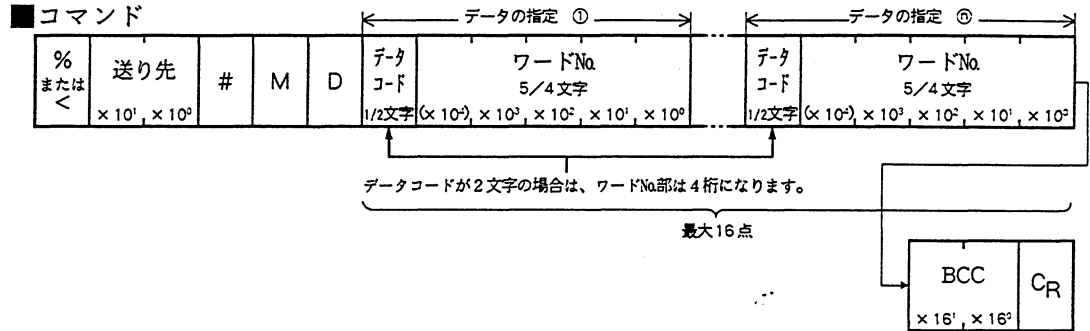 ■コマンド
データの指定 ①
データの指定 ⓝ
%
または
<
送り先
× 10¹ , × 10⁰
#
M
D
データ
コード
1/2文字
ワードNo.
5/4文字
(× 10⁴) , × 10³ , × 10² , × 10¹ , × 10⁰
データ
コード
1/2文字
ワードNo.
5/4文字
(× 10⁴) , × 10³ , × 10² , × 10¹ , × 10⁰
データコードが2文字の場合は、ワードNo.部は4桁になります。
最大16点
BCC
× 16¹ , × 16⁰
CR